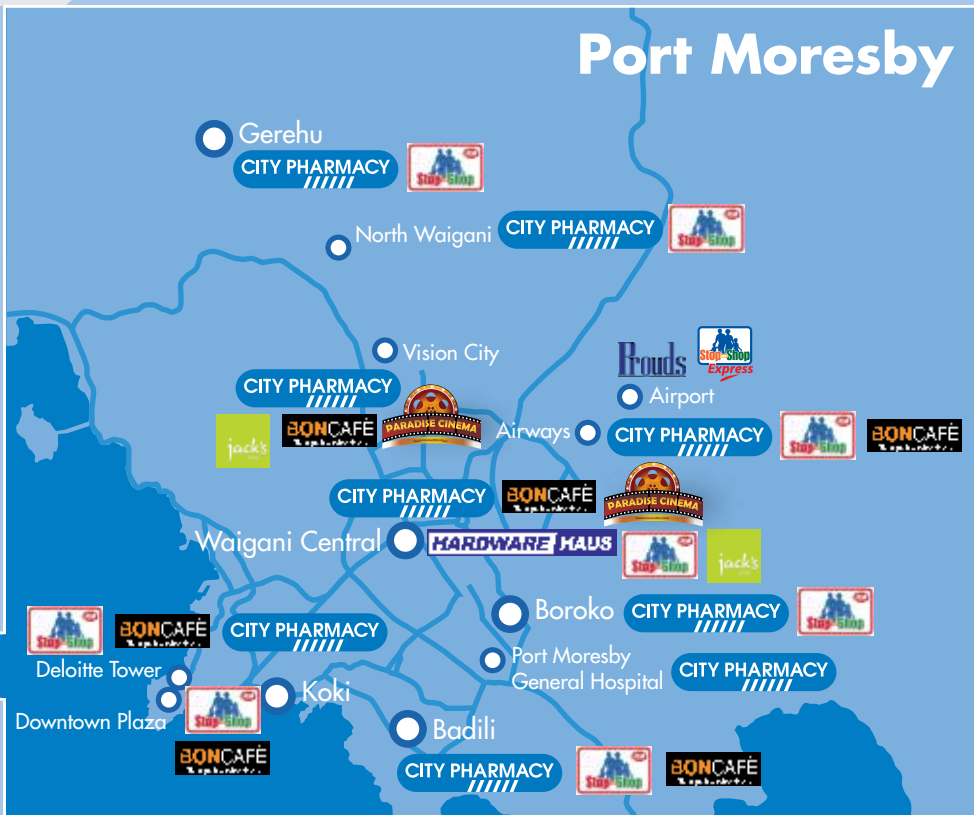 Port Moresby
Gerehu
CITY PHARMACY
Stop Shop
North Waigani
CITY PHARMACY
Stop Shop
Vision City
CITY PHARMACY
jack's
BONCAFÉ
PARADISE CINEMA
Prouds
Stop Shop
Express
Airport
Airways
CITY PHARMACY
Stop Shop
BONCAFÉ
CITY PHARMACY
BONCAFÉ
PARADISE CINEMA
Waigani Central
HARDWARE HAUS
Stop Shop
jack's
Boroko
CITY PHARMACY
Stop Shop
Port Moresby
General Hospital
CITY PHARMACY
Stop Shop
BONCAFÉ
CITY PHARMACY
Deloitte Tower
Downtown Plaza
Stop Shop
BONCAFÉ
Koki
Badili
CITY PHARMACY
Stop Shop
BONCAFÉ